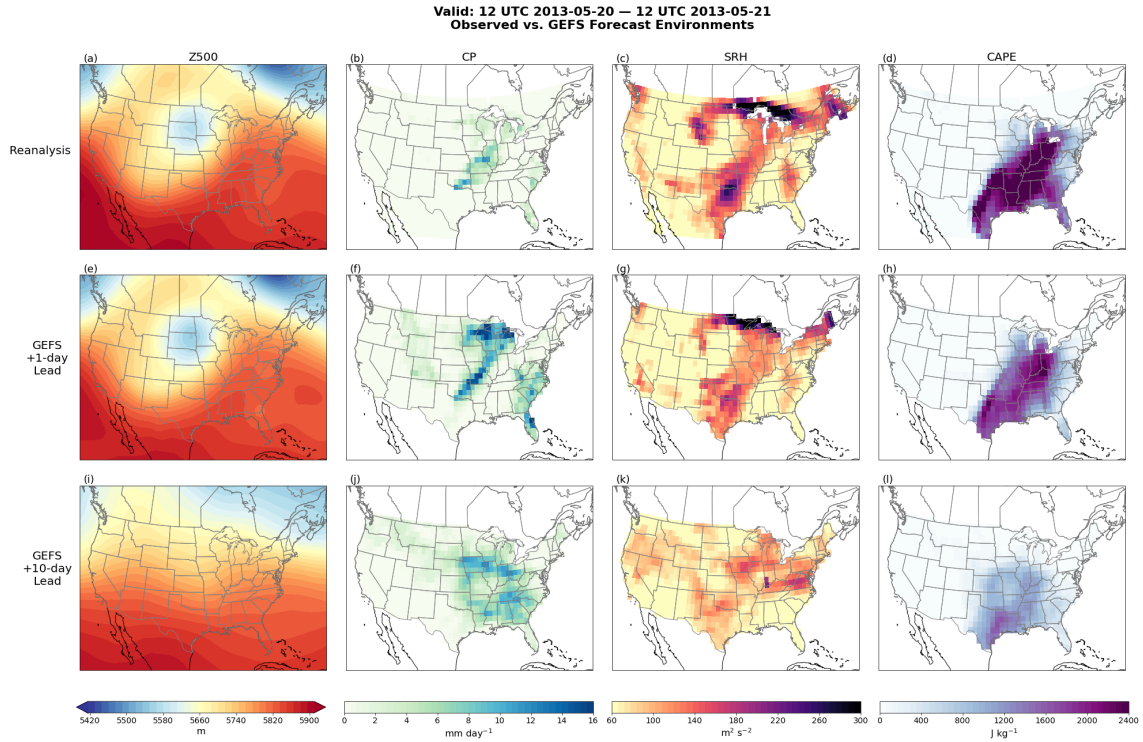 Valid: 12 UTC 2013-05-20 — 12 UTC 2013-05-21
Observed vs. GEFS Forecast Environments
(a) Z500 (b) CP (c) SRH (d) CAPE
Reanalysis
(e) (f) (g) (h)
GEFS
+1-day
Lead
(i) (j) (k) (l)
GEFS
+10-day
Lead
5420 5500 5580 5660 5740 5820 5900
m
0 2 4 6 8 10 12 14 16
mm day⁻¹
60 100 140 180 220 260 300
m² s⁻²
0 400 800 1200 1600 2000 2400
J kg⁻¹